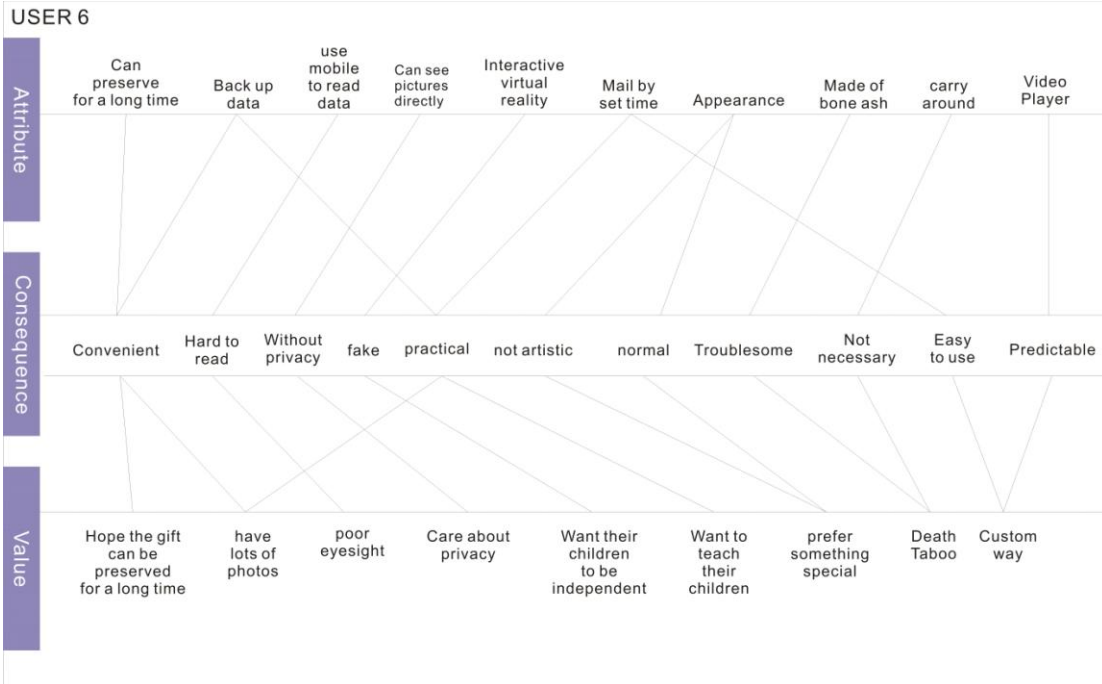 USER 6
Attribute
Can
preserve
for a long time
Back up
data
use
mobile
to read
data
Can see
pictures
directly
Interactive
virtual
reality
Mail by
set time
Appearance
Made of
bone ash
carry
around
Video
Player
Consequence
Convenient
Hard to
read
Without
privacy
fake
practical
not artistic
normal
Troublesome
Not
necessary
Easy
to use
Predictable
Value
Hope the gift
can be
preserved
for a long time
have
lots of
photos
poor
eyesight
Care about
privacy
Want their
children
to be
independent
Want to
teach
their
children
prefer
something
special
Death
Taboo
Custom
way